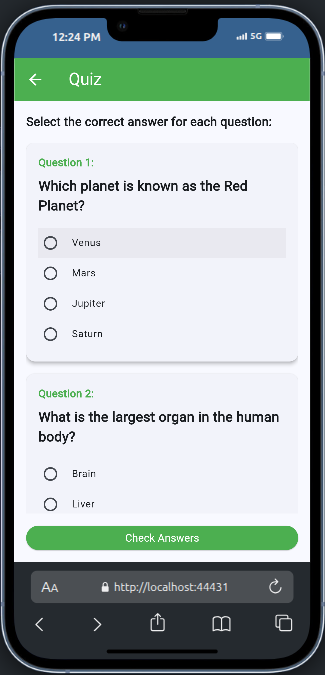 12:24 PM 5G
Quiz
Select the correct answer for each question:
Question 1:
Which planet is known as the Red
Planet?
Venus
Mars
Jupiter
Saturn
Question 2:
What is the largest organ in the human
body?
Brain
Liver
Check Answers
AA http://localhost:44431